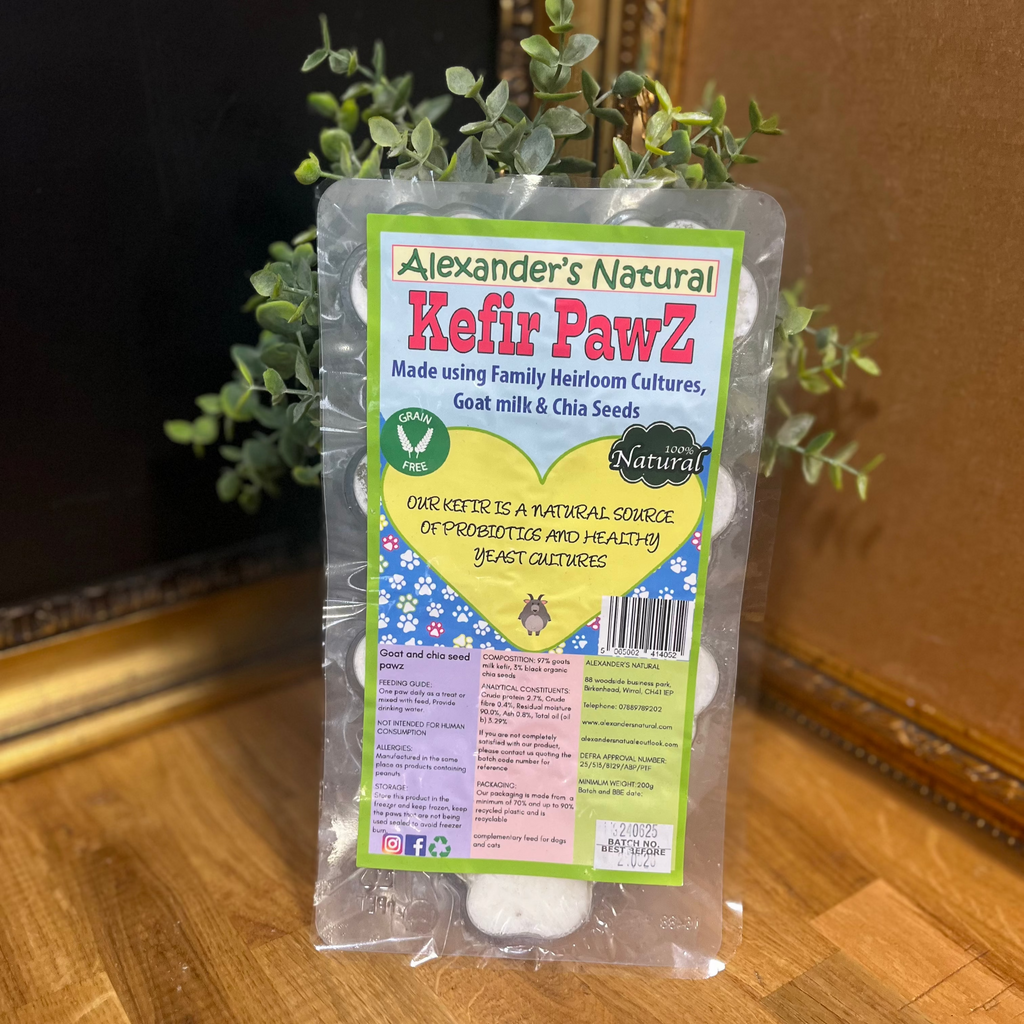 Alexander's Natural
Kefir PawZ
Made using Family Heirloom Cultures,
Goat milk & Chia Seeds
GRAIN
FREE
100%
Natural
OUR KEFIR IS A NATURAL SOURCE
OF PROBIOTICS AND HEALTHY
YEAST CULTURES
5 005002 414052
Goat and chia seed
pawz
FEEDING GUIDE:
One paw daily as a treat or
mixed with feed, Provide
drinking water
NOT INTENDED FOR HUMAN
CONSUMPTION
ALLERGIES:
Manufactured in the same
place as products containing
peanuts
STORAGE:
Store this product in the
freezer and keep frozen, keep
the paws that are not being
used sealed to avoid freezer
burn
COMPOSTITION: 97% goats
milk kefir, 3% black organic
chia seeds
ANALYTICAL CONSTITUENTS:
Crude protein 2.7%, Crude
fibre 0.4%, Residual moisture
90.0%, Ash 0.8%, Total oil (oil
b) 3.29%
If you are not completely
satisfied with our product,
please contact us quoting the
batch code number for
reference
PACKAGING:
Our packaging is made from a
minimum of 70% and up to 90%
recycled plastic and is
recyclable
complementary feed for dogs
and cats
ALEXANDER'S NATURAL
88 woodside business park,
Birkenhead, Wirral, CH41 1EP
Telephone: 07889789202
www.alexandersnatural.com
DEFRA APPROVAL NUMBER:
25/515/8129/ABP/PTF
MINIMUM WEIGHT: 200g
Batch and BBE date:
240625
BATCH NO.
BEST BEFORE